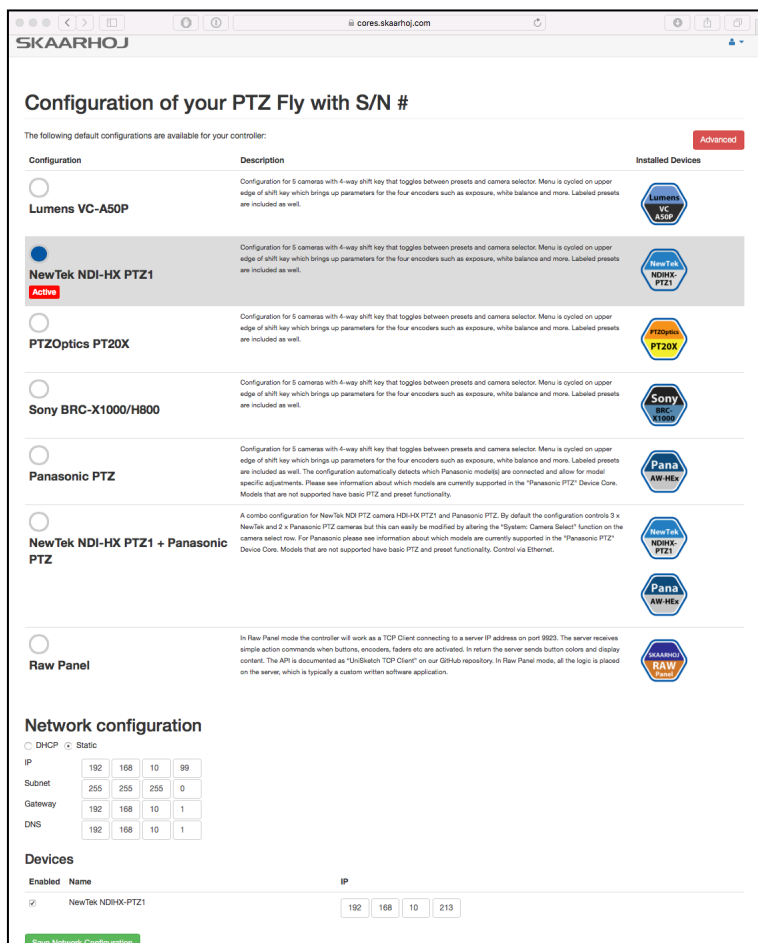 cores.skaarhoj.com
SKAARHOJ
Configuration of your PTZ Fly with S/N #
The following default configurations are available for your controller:
Advanced
Configuration Description Installed Devices
Configuration for 5 cameras with 4-way shift key that toggles between presets and camera selector. Menu is cycled on upper
edge of shift key which brings up parameters for the four encoders such as exposure, white balance and more. Labeled presets
are included as well.
Lumens VC-A50P
Lumens
VC
A50P
Configuration for 5 cameras with 4-way shift key that toggles between presets and camera selector. Menu is cycled on upper
edge of shift key which brings up parameters for the four encoders such as exposure, white balance and more. Labeled presets
are included as well.
NewTek NDI-HX PTZ1
Active
NewTek
NDIHX-
PTZ1
Configuration for 5 cameras with 4-way shift key that toggles between presets and camera selector. Menu is cycled on upper
edge of shift key which brings up parameters for the four encoders such as exposure, white balance and more. Labeled presets
are included as well.
PTZOptics PT20X
PTZOptics
PT20X
Configuration for 5 cameras with 4-way shift key that toggles between presets and camera selector. Menu is cycled on upper
edge of shift key which brings up parameters for the four encoders such as exposure, white balance and more. Labeled presets
are included as well.
Sony BRC-X1000/H800
Sony
BRC-
X1000
Configuration for 5 cameras with 4-way shift key that toggles between presets and camera selector. Menu is cycled on upper
edge of shift key which brings up parameters for the four encoders such as exposure, white balance and more. Labeled presets
are included as well. The configuration automatically detects which Panasonic model(s) are connected and allow for model
specific adjustments. Please see information about which models are currently supported in the "Panasonic PTZ" Device Core.
Models that are not supported have basic PTZ and preset functionality.
Panasonic PTZ
Pana
AW-HEx
A combo configuration for NewTek NDI PTZ camera HDI-HX PTZ1 and Panasonic PTZ. By default the configuration controls 3 x
NewTek and 2 x Panasonic PTZ cameras but this can easily be modified by altering the "System: Camera Select" function on the
camera select row. For Panasonic please see information about which models are currently supported in the "Panasonic PTZ"
Device Core. Models that are not supported have basic PTZ and preset functionality. Control via Ethernet.
NewTek NDI-HX PTZ1 + Panasonic
PTZ
NewTek
NDIHX-
PTZ1
Pana
AW-HEx
In Raw Panel mode the controller will work as a TCP Client connecting to a server IP address on port 9923. The server receives
simple action commands when buttons, encoders, faders etc are activated. In return the server sends button colors and display
content. The API is documented as "UniSketch TCP Client" on our GitHub repository. In Raw Panel mode, all the logic is placed
on the server, which is typically a custom written software application.
Raw Panel
SKAARHOJ
RAW
Panel
Network configuration
DHCP Static
IP 192 168 10 99
Subnet 255 255 255 0
Gateway 192 168 10 1
DNS 192 168 10 1
Devices
Enabled Name IP
NewTek NDIHX-PTZ1 192 168 10 213
Save Network Configuration